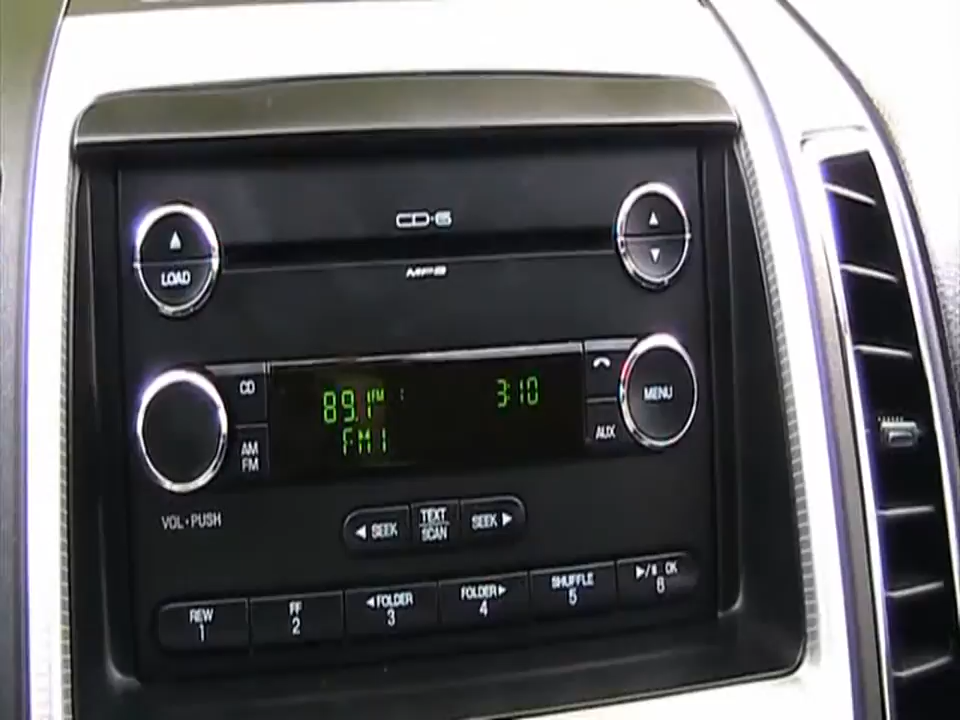 CD·6
LOAD
MP3
CD
89.1 FM
3:10
MENU
FM1
AM
FM
AUX
VOL·PUSH
◀ SEEK
TEXT
SCAN
SEEK ▶
REW
1
FF
2
◀FOLDER
3
FOLDER▶
4
SHUFFLE
5
▶/⏸ OK
6